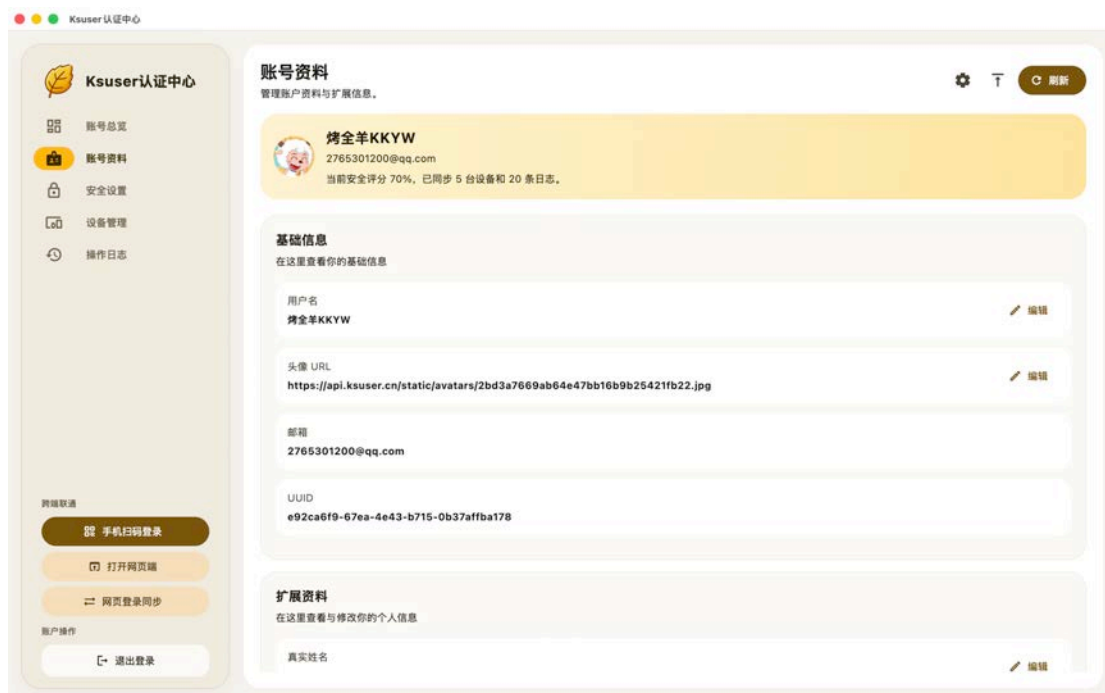 Ksuser认证中心
Ksuser认证中心
账号总览
账号资料
安全设置
设备管理
操作日志
跨端联通
手机扫码登录
打开网页端
网页登录同步
账户操作
退出登录
账号资料
管理账户资料与扩展信息。
刷新
烤全羊KKYW
2765301200@qq.com
当前安全评分 70%，已同步 5 台设备和 20 条日志。
基础信息
在这里查看你的基础信息
用户名
烤全羊KKYW
编辑
头像 URL
https://api.ksuser.cn/static/avatars/2bd3a7669ab64e47bb16b9b25421fb22.jpg
编辑
邮箱
2765301200@qq.com
UUID
e92ca6f9-67ea-4e43-b715-0b37affba178
扩展资料
在这里查看与修改你的个人信息
真实姓名
编辑